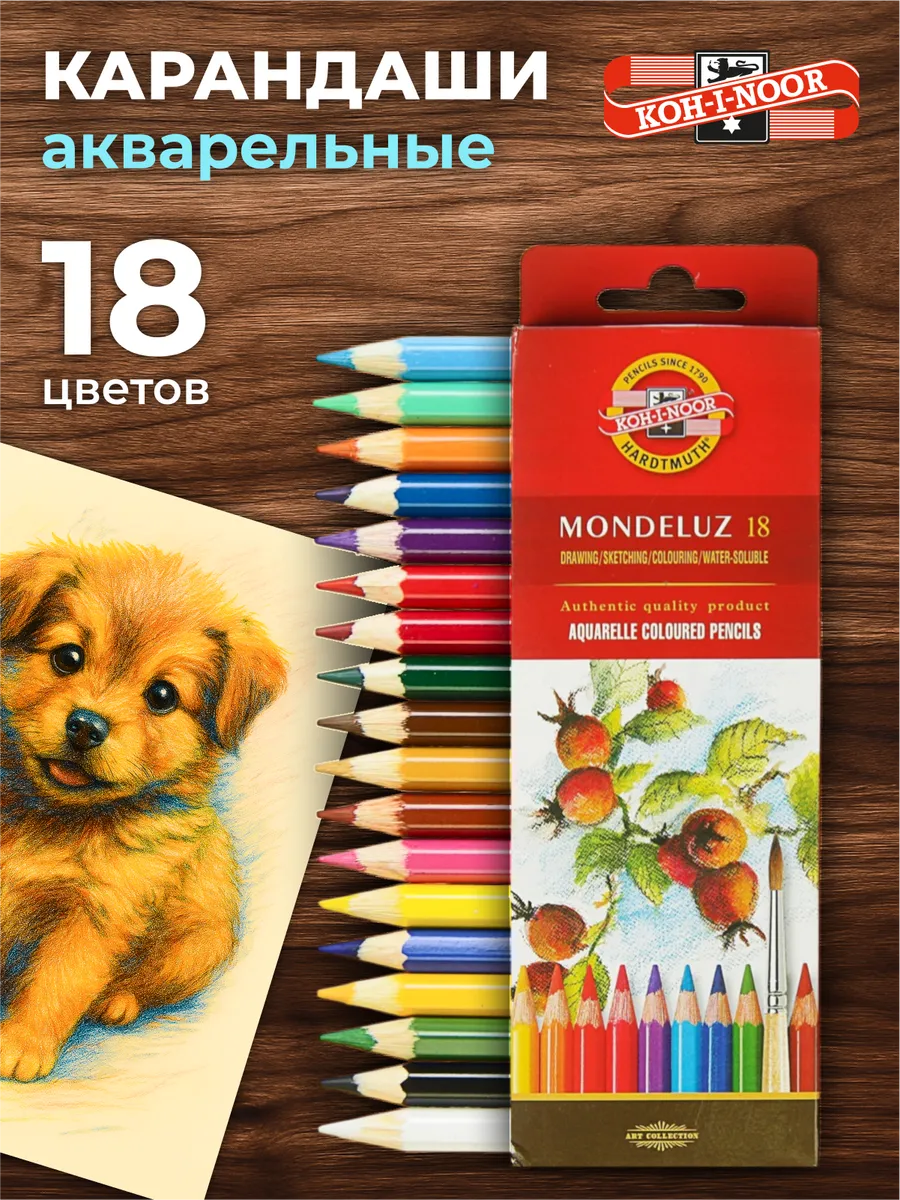 КАРАНДАШИ
акварельные
KOH-I-NOOR
18
цветов
PENCILS SINCE 1790
KOH-I-NOOR
HARDTMUTH®
MONDELUZ 18
DRAWING/SKETCHING/COLOURING/WATER-SOLUBLE
Authentic quality product
AQUARELLE COLOURED PENCILS
ART COLLECTION